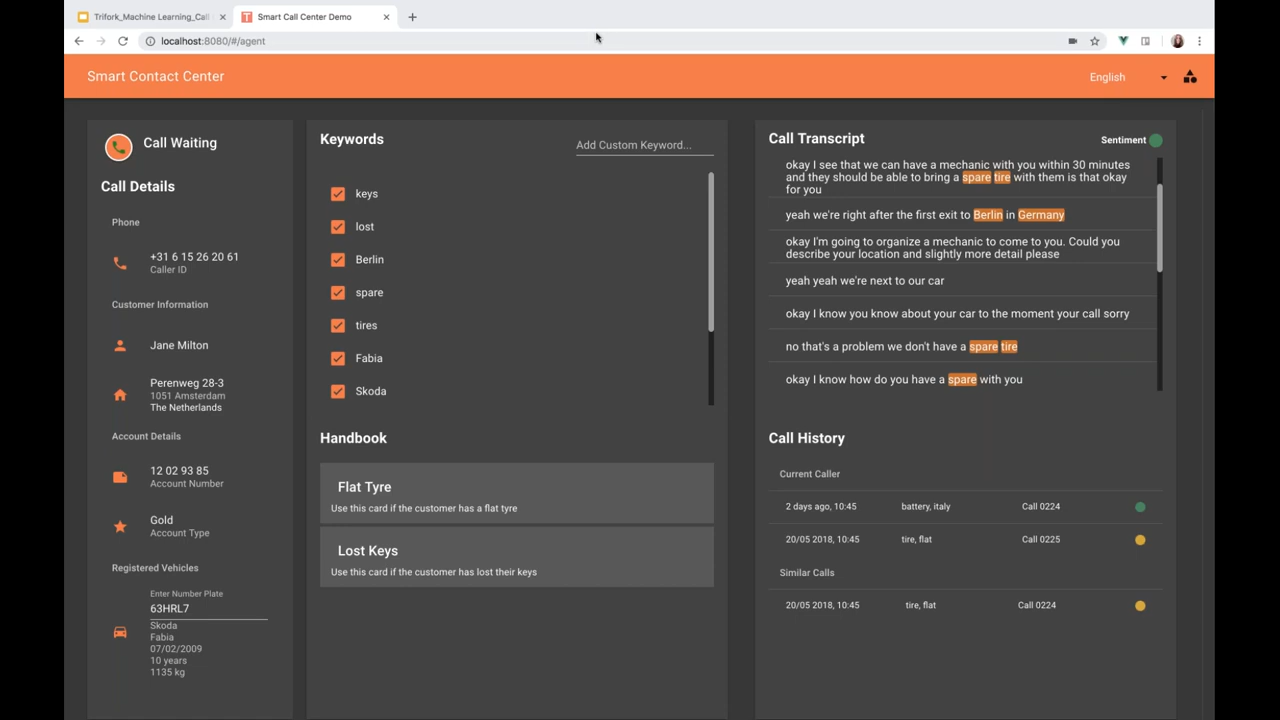 Trifork_Machine Learning_Call
Smart Call Center Demo
localhost:8080/#/agent
Smart Contact Center
English
Call Waiting
Call Details
Phone
+31 6 15 26 20 61
Caller ID
Customer Information
Jane Milton
Perenweg 28-3
1051 Amsterdam
The Netherlands
Account Details
12 02 93 85
Account Number
Gold
Account Type
Registered Vehicles
Enter Number Plate
63HRL7
Skoda
Fabia
07/02/2009
10 years
1135 kg
Keywords
Add Custom Keyword...
keys
lost
Berlin
spare
tires
Fabia
Skoda
Handbook
Flat Tyre
Use this card if the customer has a flat tyre
Lost Keys
Use this card if the customer has lost their keys
Call Transcript
Sentiment
okay I see that we can have a mechanic with you within 30 minutes
and they should be able to bring a spare tire with them is that okay
for you
yeah we're right after the first exit to Berlin in Germany
okay I'm going to organize a mechanic to come to you. Could you
describe your location and slightly more detail please
yeah yeah we're next to our car
okay I know you know about your car to the moment your call sorry
no that's a problem we don't have a spare tire
okay I know how do you have a spare with you
Call History
Current Caller
2 days ago, 10:45 battery, italy Call 0224
20/05 2018, 10:45 tire, flat Call 0225
Similar Calls
20/05 2018, 10:45 tire, flat Call 0224